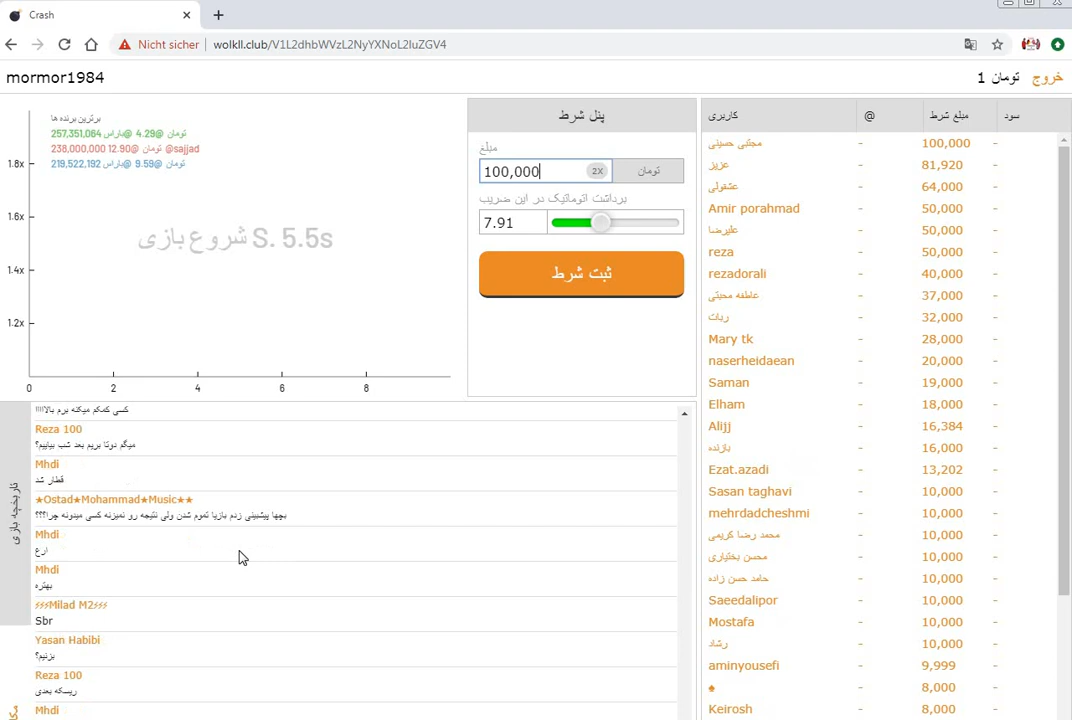 Crash
Nicht sicher
wolkll.club/V1L2dhbWVzL2NyYXNoL2luZGV4
mormor1984
1 تومان
خروج
برترین برنده ها
257,351,064 تومان @4.29 @باراس
238,000,000 تومان @12.90 @sajjad
219,522,192 تومان @9.59 @باراس
1.8x
1.6x
1.4x
1.2x
0 2 4 6 8
شروع بازی S. 5.5s
پنل شرط
مبلغ
100,000
2X
تومان
برداشت اتوماتیک در این ضریب
7.91
ثبت شرط
تاریخچه بازی
کسی کمکم میکنه برم بالااااا
Reza 100
میگم دوتا بریم بعد شب بیاییم؟
Mhdi
قطار شد
★Ostad★Mohammad★Music★★
بچها پیشبینی زدم بازیا تموم شدن ولی نتیجه رو نمیزنه کسی میدونه چرا؟؟؟
Mhdi
ارع
Mhdi
بهتره
⚡⚡⚡Milad M2⚡⚡⚡
Sbr
Yasan Habibi
بزنیم؟
Reza 100
ریسکه بعدی
Mhdi
کاربری @ مبلغ شرط سود
مجتبی حسینی - 100,000 -
عزیز - 81,920 -
عشقولی - 64,000 -
Amir porahmad - 50,000 -
علیرضا - 50,000 -
reza - 50,000 -
rezadorali - 40,000 -
عاطفه محبتی - 37,000 -
ربات - 32,000 -
Mary tk - 28,000 -
naserheidaean - 20,000 -
Saman - 19,000 -
Elham - 18,000 -
Alijj - 16,384 -
بازنده - 16,000 -
Ezat.azadi - 13,202 -
Sasan taghavi - 10,000 -
mehrdadcheshmi - 10,000 -
محمد رضا کریمی - 10,000 -
محسن بختیاری - 10,000 -
حامد حسن زاده - 10,000 -
Saeedalipor - 10,000 -
Mostafa - 10,000 -
رشاد - 10,000 -
aminyousefi - 9,999 -
♠ - 8,000 -
Keirosh - 8,000 -